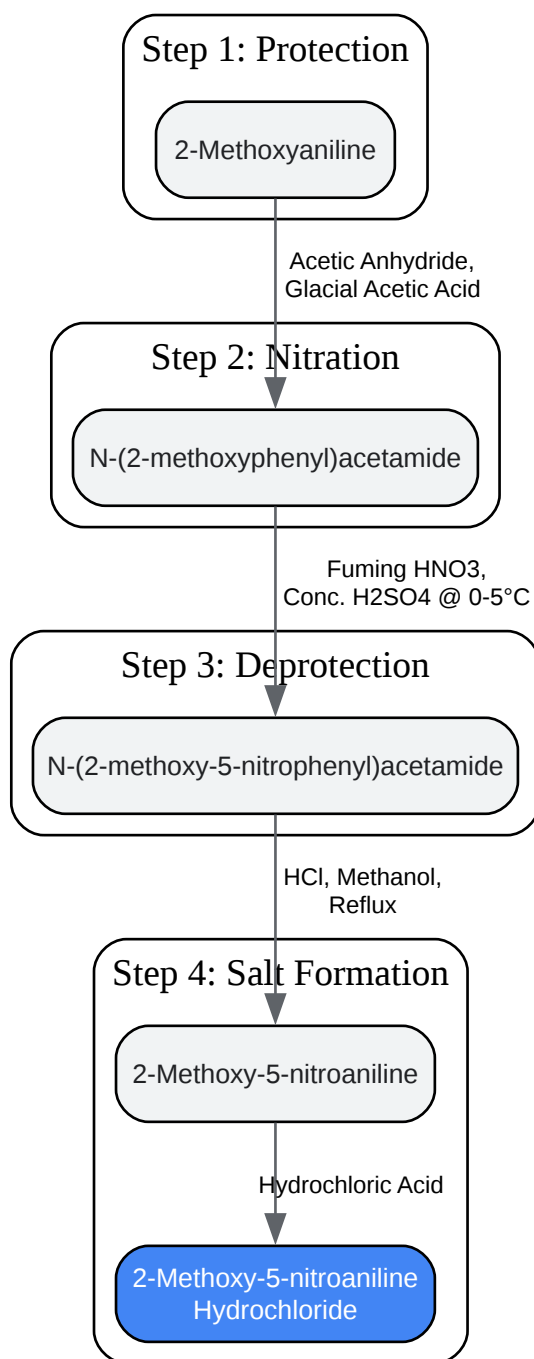 Step 1: Protection
2-Methoxyaniline
Acetic Anhydride,
Glacial Acetic Acid
Step 2: Nitration
N-(2-methoxyphenyl)acetamide
Fuming HNO3,
Conc. H2SO4 @ 0-5°C
Step 3: Deprotection
N-(2-methoxy-5-nitrophenyl)acetamide
HCl, Methanol,
Reflux
Step 4: Salt Formation
2-Methoxy-5-nitroaniline
Hydrochloric Acid
2-Methoxy-5-nitroaniline
Hydrochloride